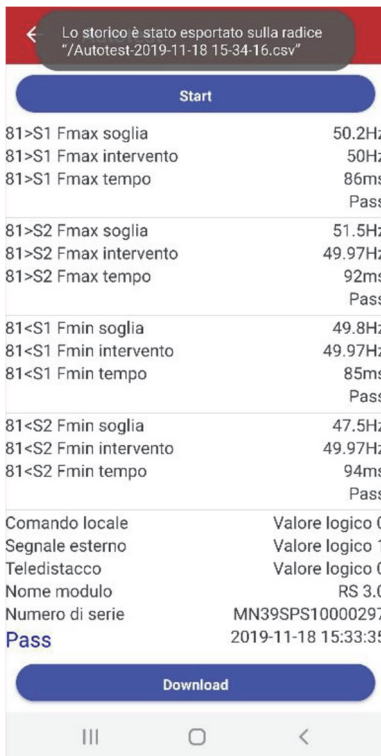 Lo storico è stato esportato sulla radice
“/Autotest-2019-11-18 15-34-16.csv”
Start
81>S1 Fmax soglia 50.2Hz
81>S1 Fmax intervento 50Hz
81>S1 Fmax tempo 86ms
Pass
81>S2 Fmax soglia 51.5Hz
81>S2 Fmax intervento 49.97Hz
81>S2 Fmax tempo 92ms
Pass
81<S1 Fmin soglia 49.8Hz
81<S1 Fmin intervento 49.97Hz
81<S1 Fmin tempo 85ms
Pass
81<S2 Fmin soglia 47.5Hz
81<S2 Fmin intervento 49.97Hz
81<S2 Fmin tempo 94ms
Pass
Comando locale Valore logico 0
Segnale esterno Valore logico 1
Teledistacco Valore logico 0
Nome modulo RS 3.0
Numero di serie MN39SPS10000297
Pass 2019-11-18 15:33:35
Download